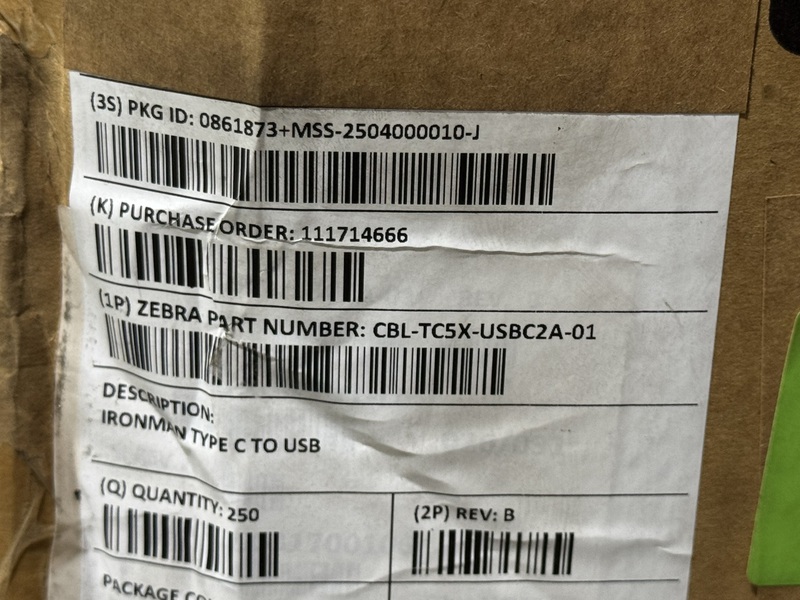 (3S) PKG ID: 0861873+MSS-2504000010-J
(K) PURCHASE ORDER: 111714666
(1P) ZEBRA PART NUMBER: CBL-TC5X-USBC2A-01
DESCRIPTION:
IRONMAN TYPE C TO USB
(Q) QUANTITY: 250
(2P) REV: B
PACKAGE